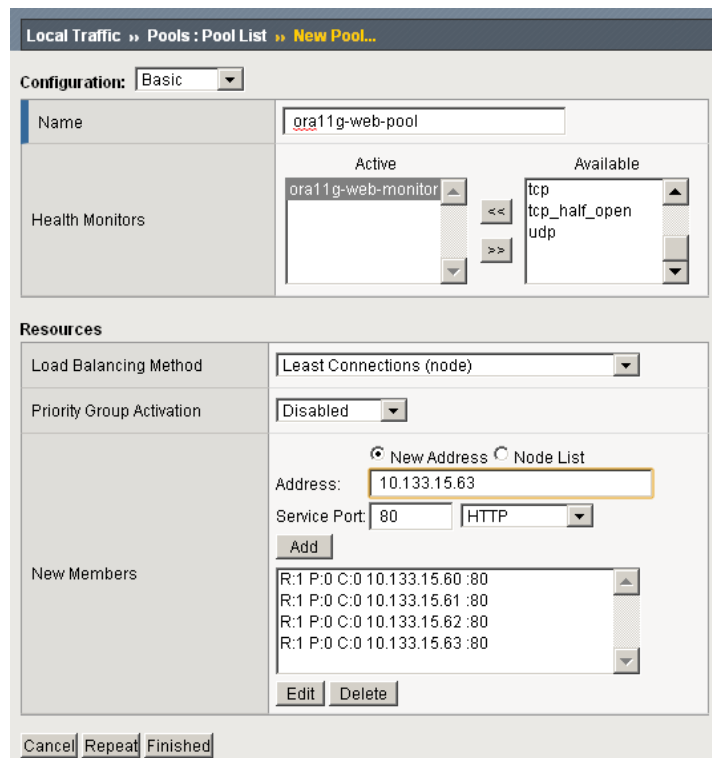 Local Traffic » Pools : Pool List » New Pool...
Configuration: Basic
Name ora11g-web-pool
Active Available
Health Monitors
ora11g-web-monitor
<<
>>
tcp
tcp_half_open
udp
Resources
Load Balancing Method Least Connections (node)
Priority Group Activation Disabled
New Members
New Address Node List
Address: 10.133.15.63
Service Port: 80 HTTP
Add
R:1 P:0 C:0 10.133.15.60 :80
R:1 P:0 C:0 10.133.15.61 :80
R:1 P:0 C:0 10.133.15.62 :80
R:1 P:0 C:0 10.133.15.63 :80
Edit Delete
Cancel Repeat Finished